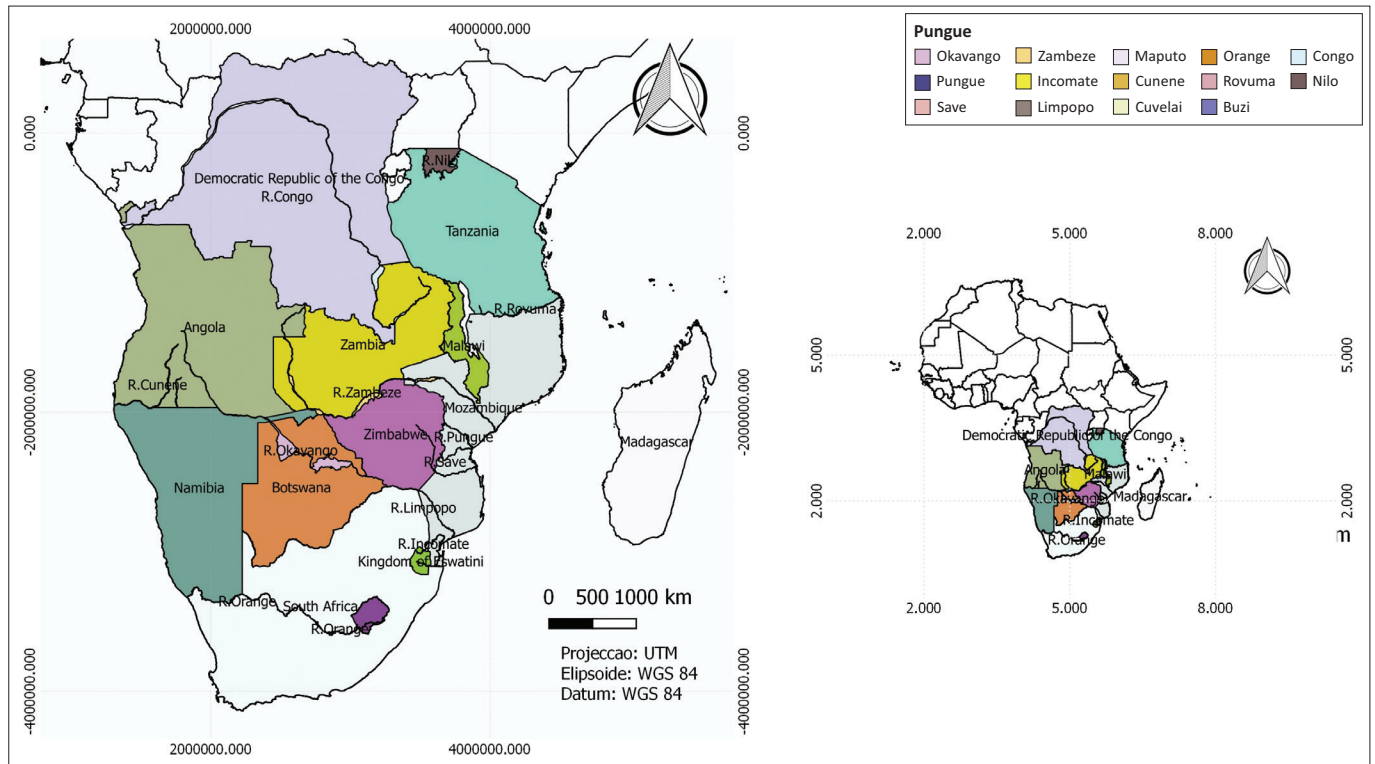 2000000.000 4000000.000
0.000
0.000
-2000000.000
-2000000.000
-4000000.000
-4000000.000
R.Nilo
Democratic Republic of the Congo
R.Congo
Tanzania
R.Rovuma
Angola
Zambia
Malawi
R.Cunene
R.Zambeze
Mozambique
Zimbabwe
R.Pungue
Madagascar
R.Okavango
R.Save
Namibia
Botswana
R.Limpopo
R.Incomate
Kingdom of Eswatini
R.Orange
South Africa
R.Orange
0 500 1000 km
Projeccao: UTM
Elipsoide: WGS 84
Datum: WGS 84
2000000.000 4000000.000
Pungue
Okavango Zambeze Maputo Orange Congo
Pungue Incomate Cunene Rovuma Nilo
Save Limpopo Cuvelai Buzi
2.000 5.000 8.000
5.000
5.000
Democratic Republic of the Congo
Angola
Malawi
R.Okavango
Madagascar
2.000
2.000
R.Incomate
R.Orange
m
2.000 5.000 8.000